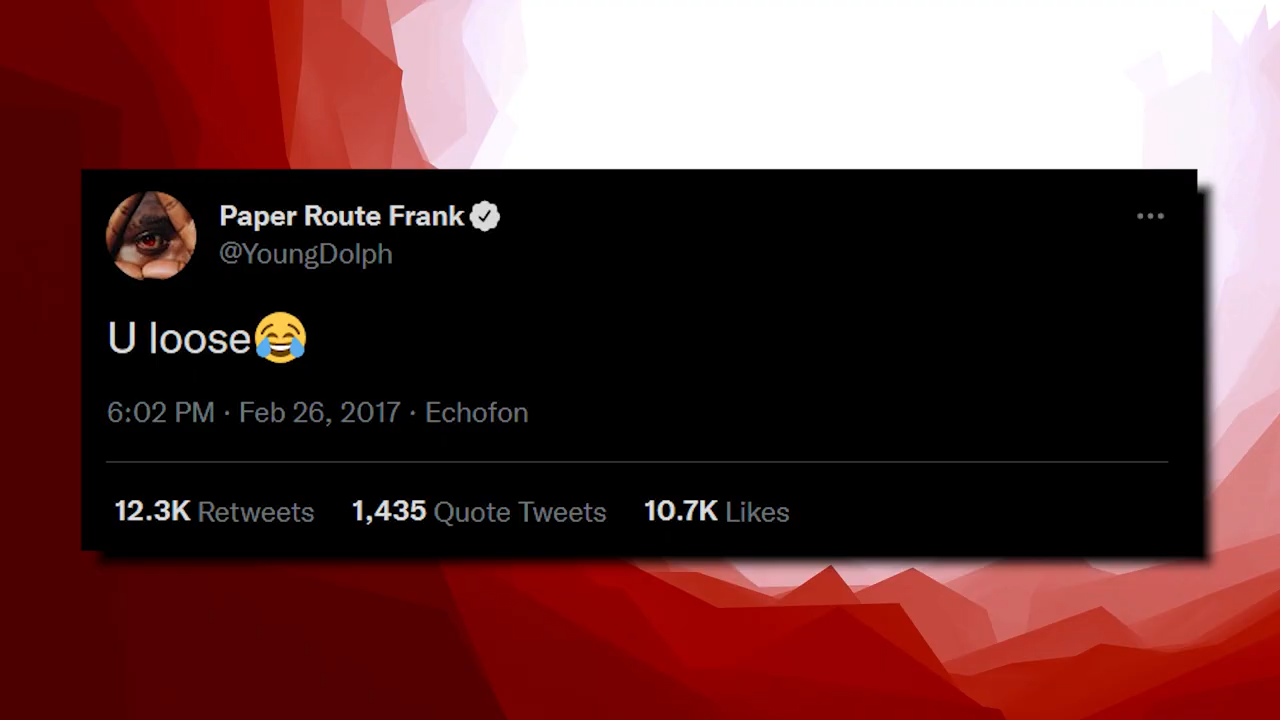 Paper Route Frank
@YoungDolph
U loose😂
6:02 PM · Feb 26, 2017 · Echofon
12.3K Retweets 1,435 Quote Tweets 10.7K Likes